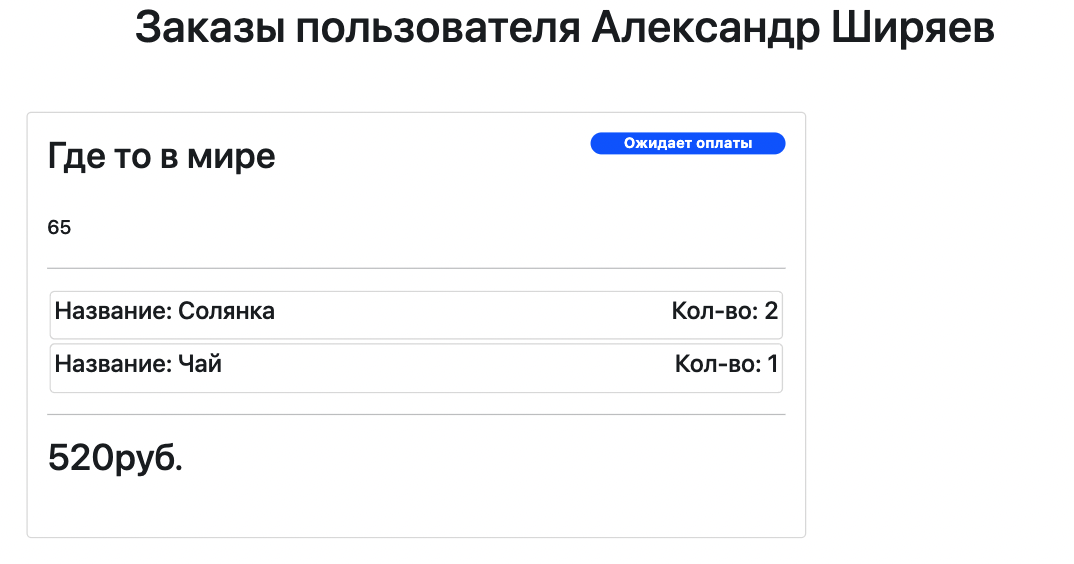 Заказы пользователя Александр Ширяев
Где то в мире
Ожидает оплаты
65
Название: Солянка Кол-во: 2
Название: Чай Кол-во: 1
520руб.